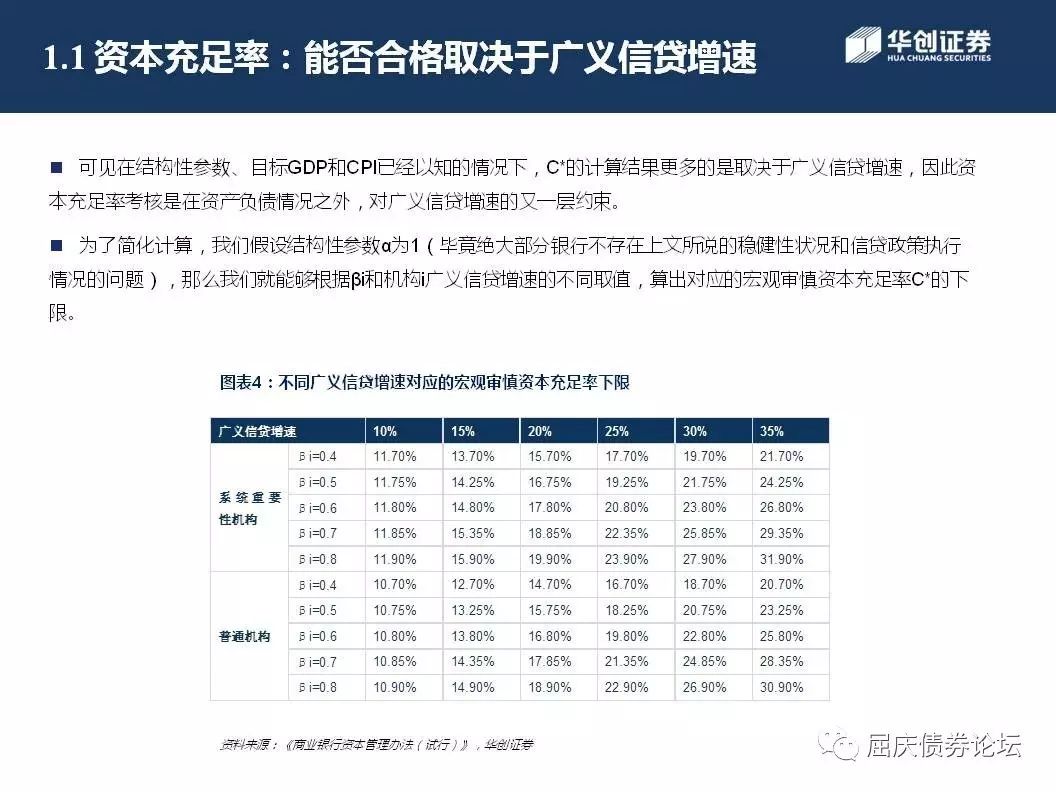 1.1 资本充足率：能否合格取决于广义信贷增速
华创证券
HUA CHUANG SECURITIES
■ 可见在结构性参数、目标GDP和CPI已经以知的情况下，C*的计算结果更多的是取决于广义信贷增速，因此资
本充足率考核是在资产负债情况之外，对广义信贷增速的又一层约束。
■ 为了简化计算，我们假设结构性参数α为1（毕竟绝大部分银行不存在上文所说的稳健性状况和信贷政策执行
情况的问题），那么我们就能够根据βi和机构i广义信贷增速的不同取值，算出对应的宏观审慎资本充足率C*的下
限。
图表4：不同广义信贷增速对应的宏观审慎资本充足率下限
广义信贷增速 10% 15% 20% 25% 30% 35%
系统重要
性机构
βi=0.4 11.70% 13.70% 15.70% 17.70% 19.70% 21.70%
βi=0.5 11.75% 14.25% 16.75% 19.25% 21.75% 24.25%
βi=0.6 11.80% 14.80% 17.80% 20.80% 23.80% 26.80%
βi=0.7 11.85% 15.35% 18.85% 22.35% 25.85% 29.35%
βi=0.8 11.90% 15.90% 19.90% 23.90% 27.90% 31.90%
普通机构
βi=0.4 10.70% 12.70% 14.70% 16.70% 18.70% 20.70%
βi=0.5 10.75% 13.25% 15.75% 18.25% 20.75% 23.25%
βi=0.6 10.80% 13.80% 16.80% 19.80% 22.80% 25.80%
βi=0.7 10.85% 14.35% 17.85% 21.35% 24.85% 28.35%
βi=0.8 10.90% 14.90% 18.90% 22.90% 26.90% 30.90%
资料来源：《商业银行资本管理办法（试行）》，华创证券
屈庆债券论坛